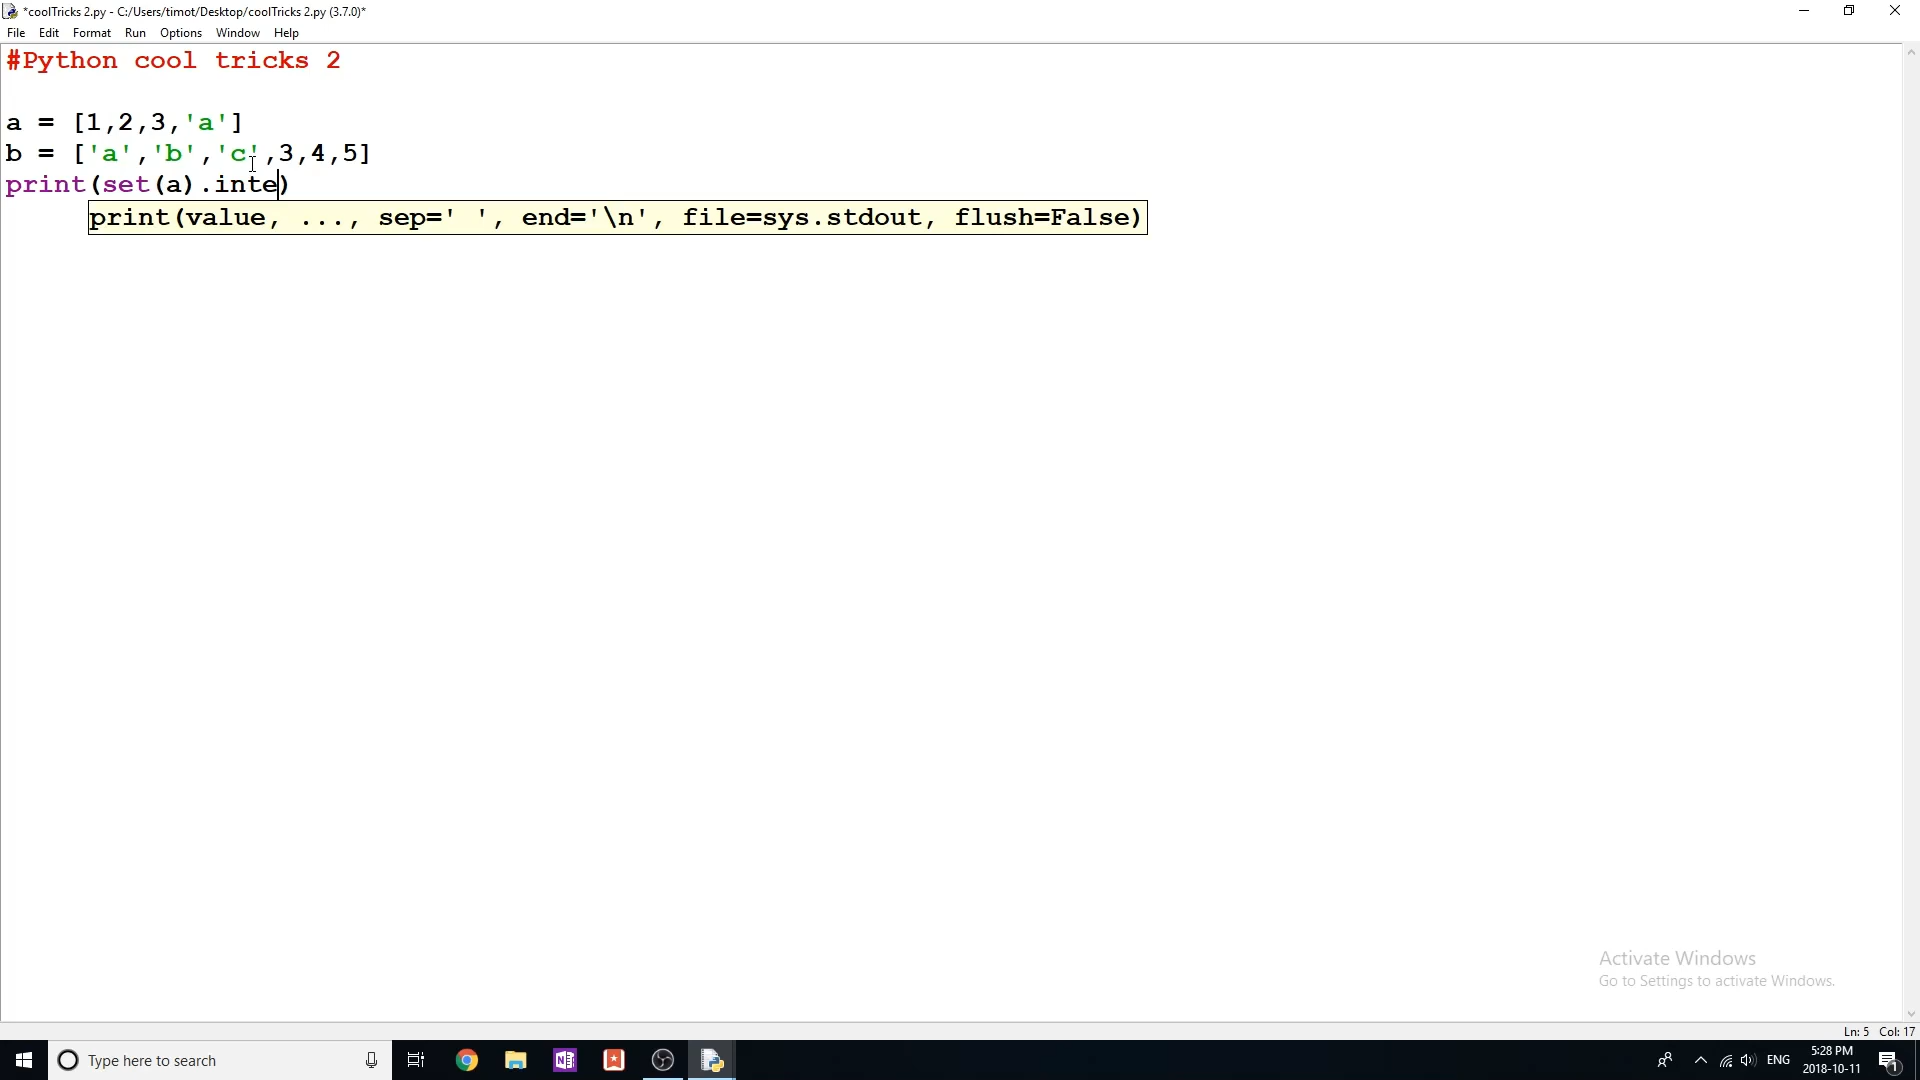 *coolTricks 2.py - C:/Users/timot/Desktop/coolTricks 2.py (3.7.0)*
File Edit Format Run Options Window Help
#Python cool tricks 2
a = [1,2,3,'a']
b = ['a','b','c',3,4,5]
print(set(a).inte)
print(value, ..., sep=' ', end='\n', file=sys.stdout, flush=False)
Activate Windows
Go to Settings to activate Windows.
Ln: 5 Col: 17
Type here to search
ENG
5:28 PM
2018-10-11
1